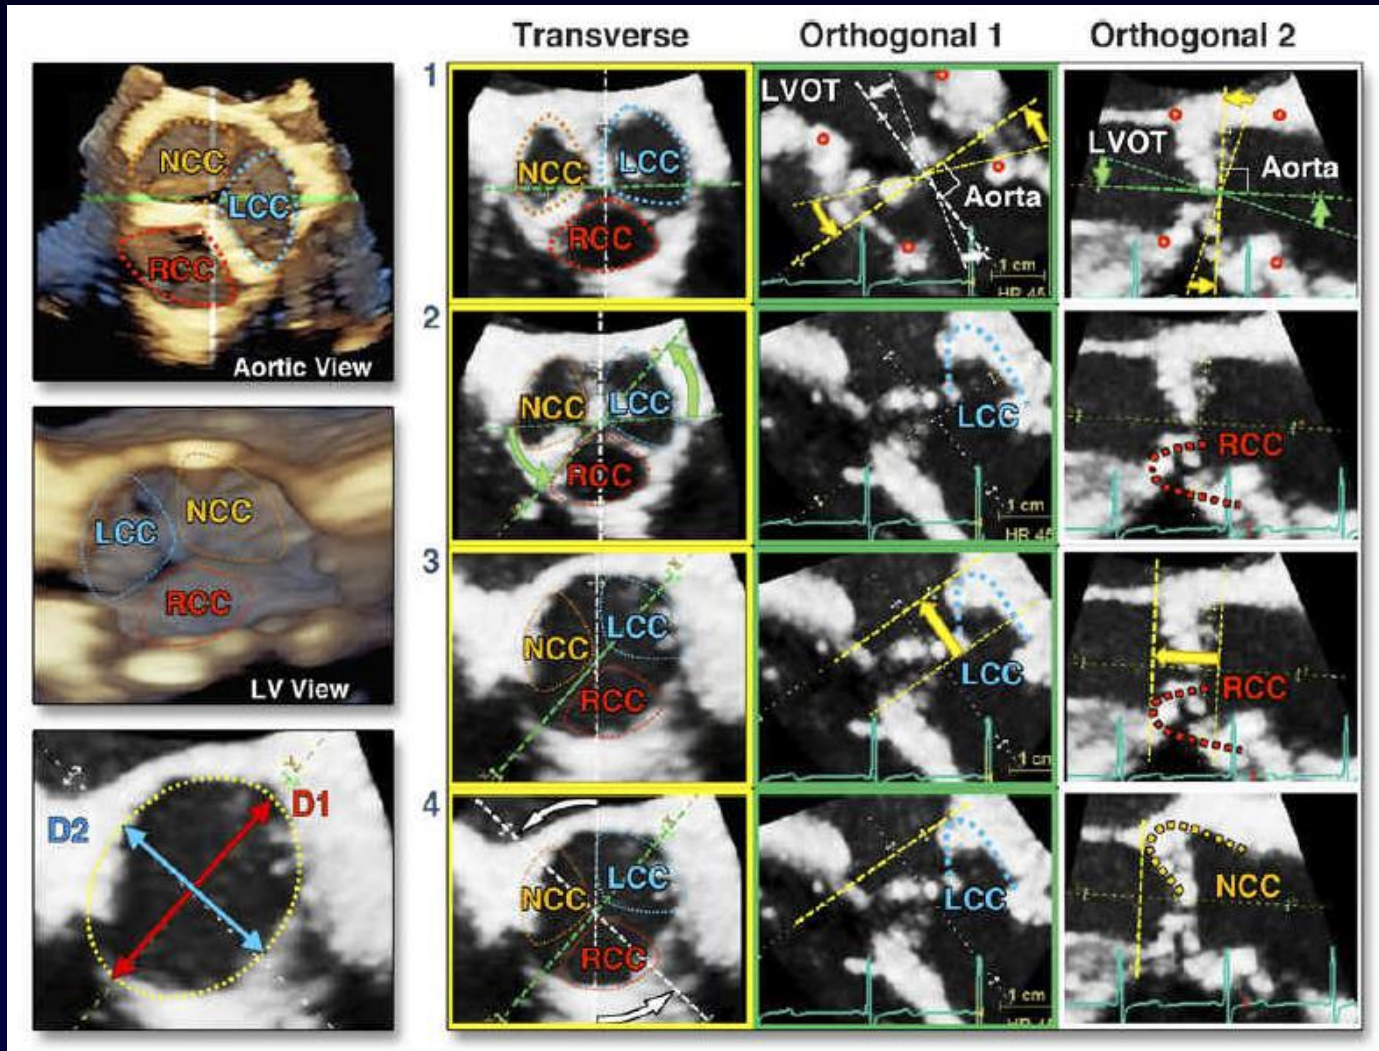 Transverse
Orthogonal 1
Orthogonal 2
NCC
LCC
RCC
Aortic View
LCC
NCC
RCC
LV View
D1
D2
1
NCC
LCC
RCC
LVOT
Aorta
1 cm
LVOT
Aorta
2
NCC
LCC
RCC
LCC
1 cm
RCC
3
NCC
LCC
RCC
LCC
RCC
4
NCC
LCC
RCC
LCC
1 cm
NCC